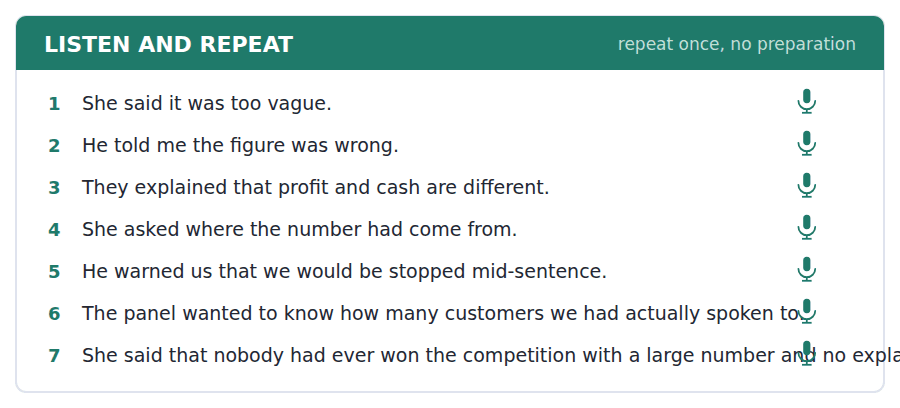 LISTEN AND REPEAT
repeat once, no preparation
1 She said it was too vague.
2 He told me the figure was wrong.
3 They explained that profit and cash are different.
4 She asked where the number had come from.
5 He warned us that we would be stopped mid-sentence.
6 The panel wanted to know how many customers we had actually spoken to.
7 She said that nobody had ever won the competition with a large number and no